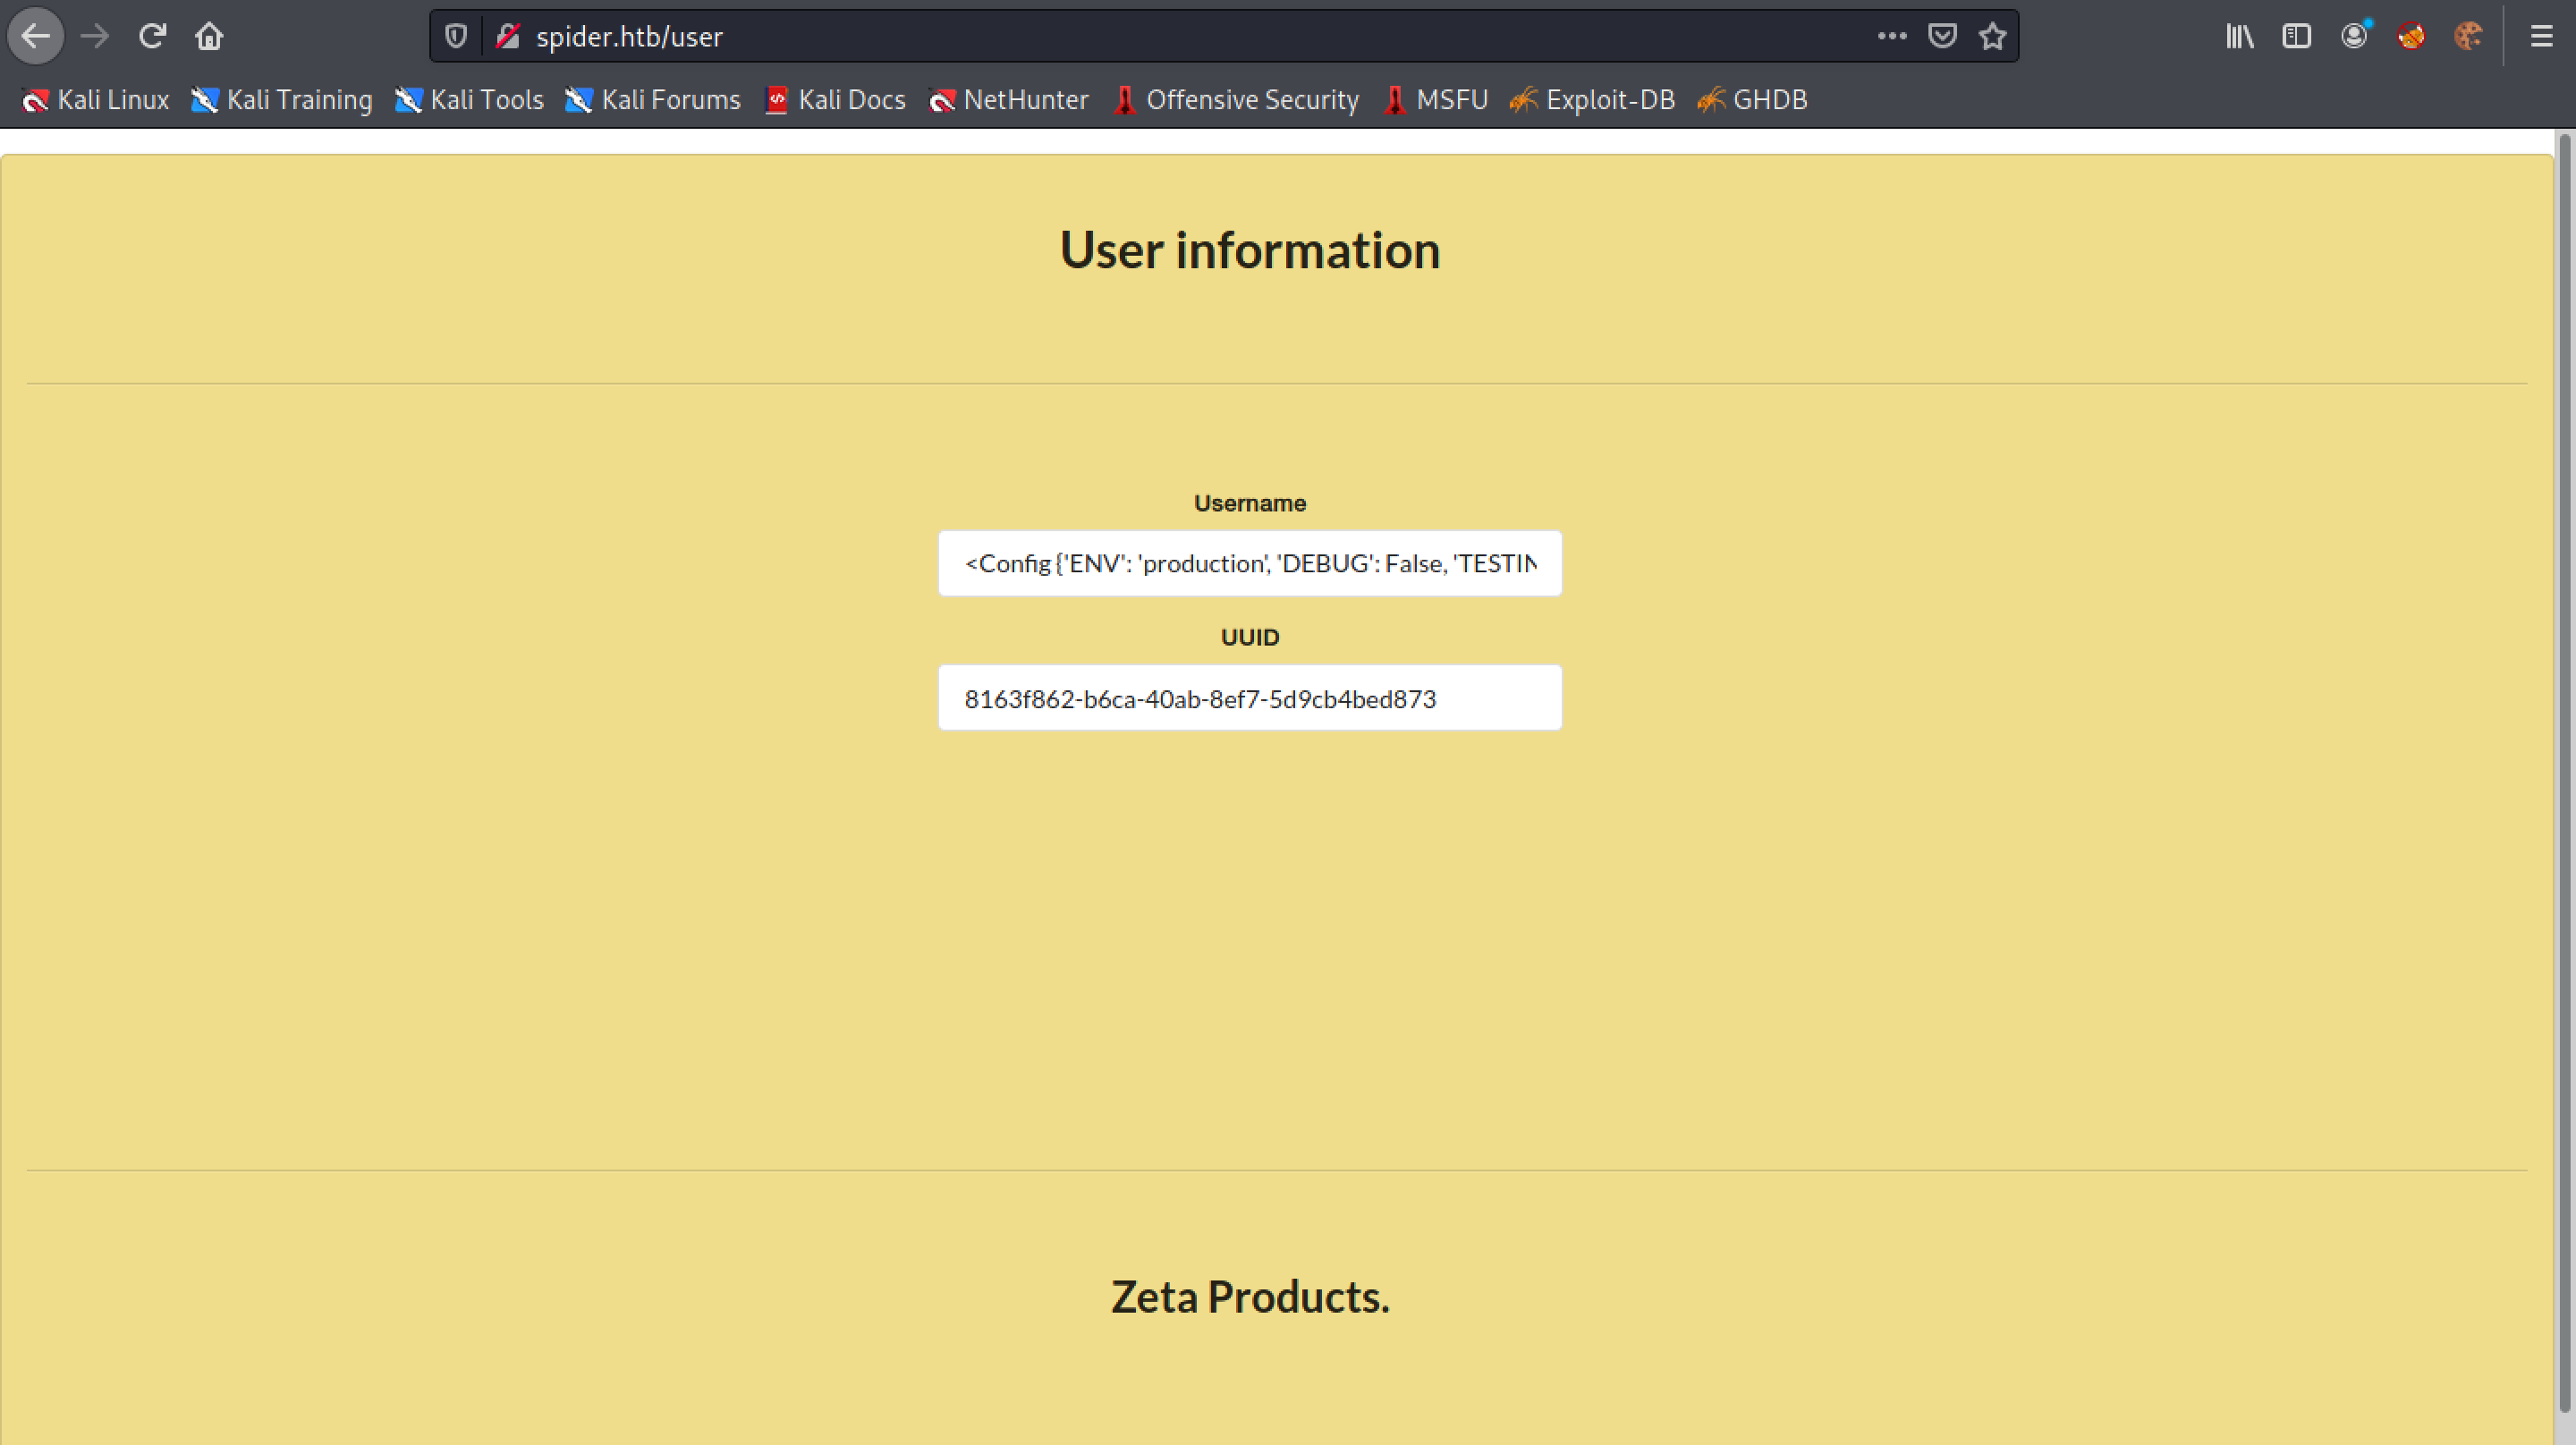 spider.htb/user
Kali Linux Kali Training Kali Tools Kali Forums Kali Docs NetHunter Offensive Security MSFU Exploit-DB GHDB
User information
Username
<Config {'ENV': 'production', 'DEBUG': False, 'TESTIN
UUID
8163f862-b6ca-40ab-8ef7-5d9cb4bed873
Zeta Products.